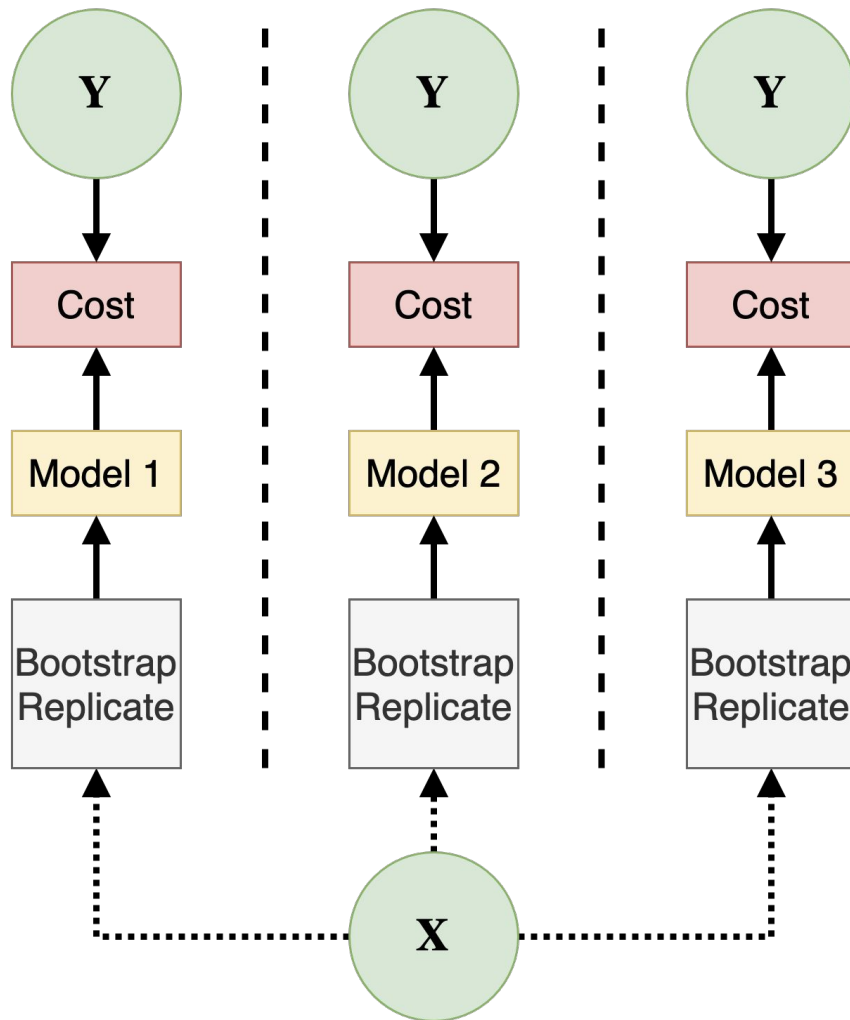 Y Y Y
Cost Cost Cost
Model 1 Model 2 Model 3
Bootstrap Bootstrap Bootstrap
Replicate Replicate Replicate
X